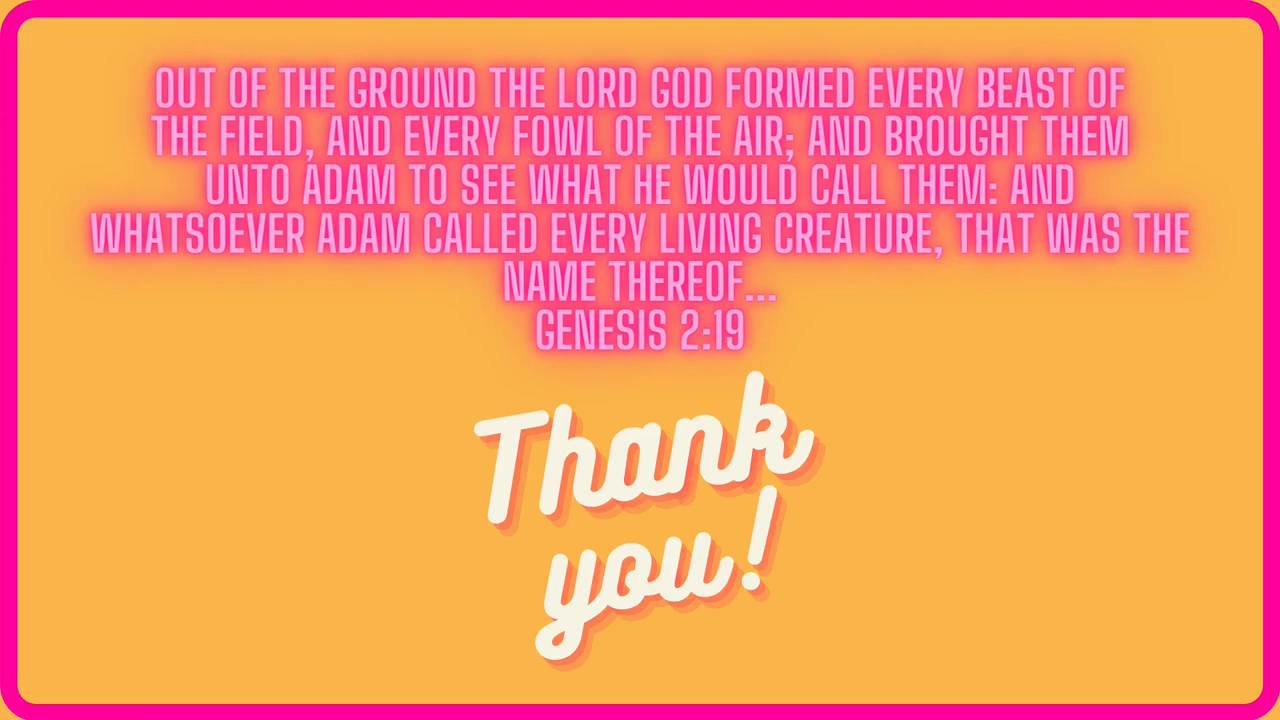 OUT OF THE GROUND THE LORD GOD FORMED EVERY BEAST OF
THE FIELD, AND EVERY FOWL OF THE AIR; AND BROUGHT THEM
UNTO ADAM TO SEE WHAT HE WOULD CALL THEM: AND
WHATSOEVER ADAM CALLED EVERY LIVING CREATURE, THAT WAS THE
NAME THEREOF...
GENESIS 2:19
Thank
you!